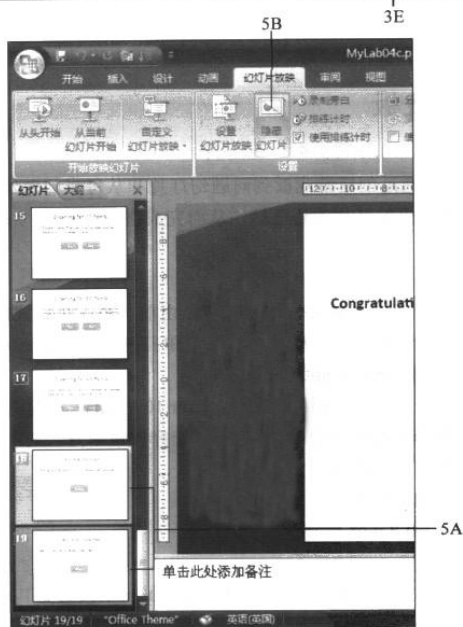 3E
5B
MyLab04c.p
开始 插入 设计 动画 幻灯片放映 审阅 视图
从头开始 从当前幻灯片开始 自定义幻灯片放映
设置幻灯片放映 隐藏幻灯片
录制旁白
排练计时
使用排练计时
开始放映幻灯片 设置
幻灯片 大纲
15
16
17
19
Congratulati
5A
单击此处添加备注
幻灯片 19/19 "Office Theme" 英语(英国)